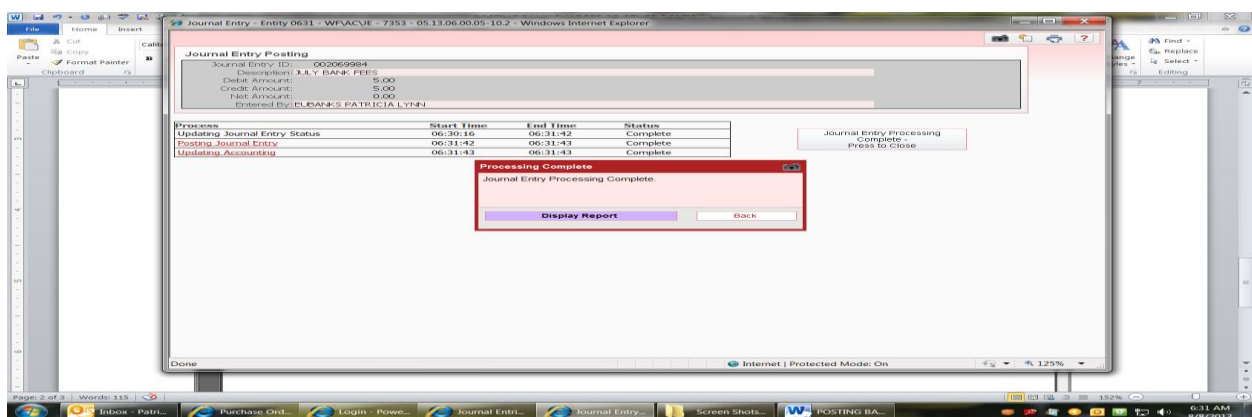 Journal Entry - Entity 0631 - WF\AC\JE - 7353 - 05.13.06.00.05-10.2 - Windows Internet Explorer
File Home Insert
Cut
Copy
Paste
Format Painter
Clipboard
Find
Replace
Select
Editing
Journal Entry Posting
Journal Entry ID: 002069984
Description: JULY BANK FEES
Debit Amount: 5.00
Credit Amount: 5.00
Net Amount: 0.00
Entered By: EUBANKS PATRICIA LYNN
Process Start Time End Time Status
Updating Journal Entry Status 06:30:16 06:31:42 Complete
Posting Journal Entry 06:31:42 06:31:43 Complete
Updating Accounting 06:31:43 06:31:43 Complete
Journal Entry Processing
Complete -
Press to Close
Processing Complete
Journal Entry Processing Complete.
Display Report Back
Done Internet | Protected Mode: On 125%
Page: 2 of 3 Words: 115 152%
Inbox - Patri... Purchase Ord... Login - Powe... Journal Entri... Journal Entry... Screen Shots... POSTING BA... 6:31 AM
8/8/2013